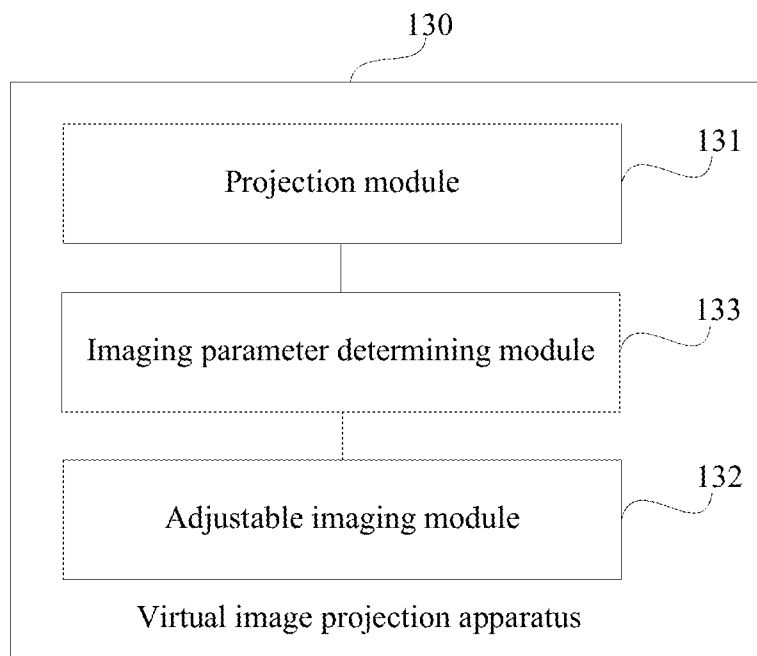 130
Projection module
131
Imaging parameter determining module
133
Adjustable imaging module
132
Virtual image projection apparatus